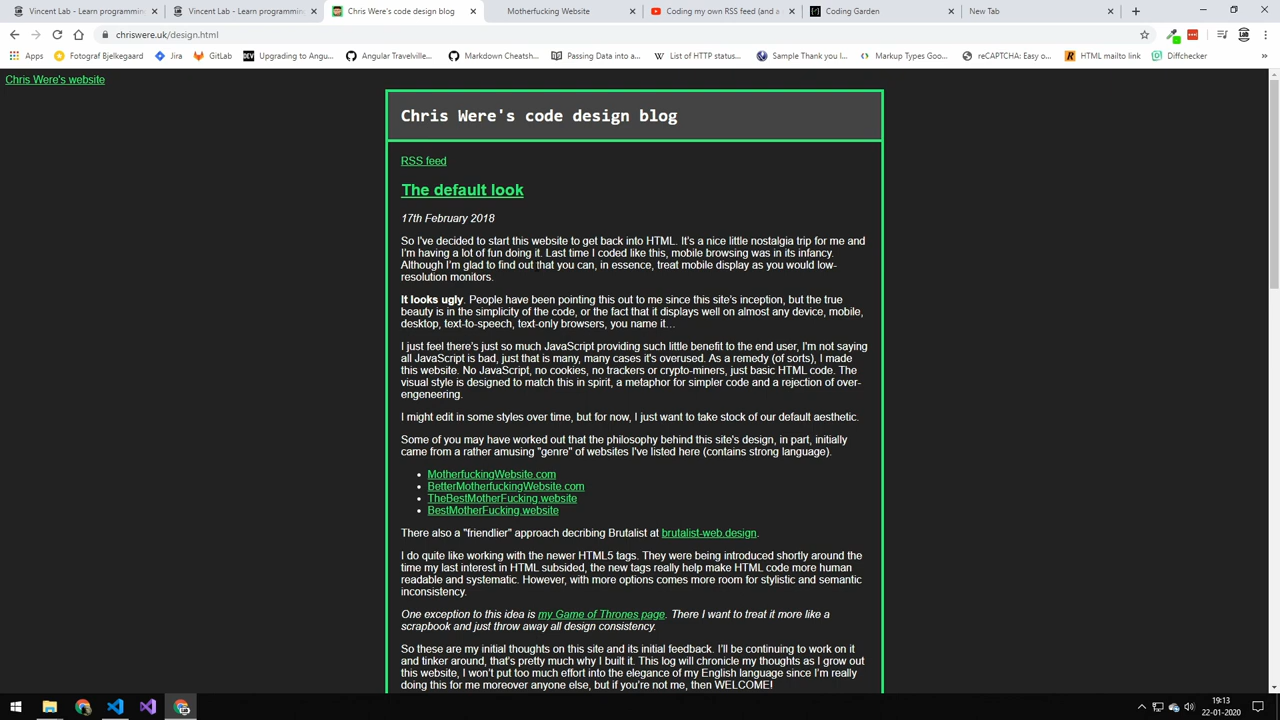 Vincent Lab - Learn programmin
Vincent Lab - Learn programmin
Chris Were's code design blog
Motherfucking Website
Coding my own RSS feed (and a
Coding Garden
New Tab
chriswere.uk/design.html
Apps
Fotograf Bjelkegaard
Jira
GitLab
Upgrading to Angu...
Angular Travelville...
Markdown Cheatsh...
Passing Data into a...
List of HTTP status...
Sample Thank you l...
Markup Types Goo...
reCAPTCHA: Easy o...
HTML mailto link
Diffchecker
Chris Were's website
Chris Were's code design blog
RSS feed
The default look
17th February 2018
So I've decided to start this website to get back into HTML. It's a nice little nostalgia trip for me and
I'm having a lot of fun doing it. Last time I coded like this, mobile browsing was in its infancy.
Although I'm glad to find out that you can, in essence, treat mobile display as you would low-
resolution monitors.
It looks ugly. People have been pointing this out to me since this site's inception, but the true
beauty is in the simplicity of the code, or the fact that it displays well on almost any device, mobile,
desktop, text-to-speech, text-only browsers, you name it…
I just feel there's just so much JavaScript providing such little benefit to the end user, I'm not saying
all JavaScript is bad, just that is many, many cases it's overused. As a remedy (of sorts), I made
this website. No JavaScript, no cookies, no trackers or crypto-miners, just basic HTML code. The
visual style is designed to match this in spirit, a metaphor for simpler code and a rejection of over-
engeneering.
I might edit in some styles over time, but for now, I just want to take stock of our default aesthetic.
Some of you may have worked out that the philosophy behind this site's design, in part, initially
came from a rather amusing "genre" of websites I've listed here (contains strong language).
MotherfuckingWebsite.com
BetterMotherfuckingWebsite.com
TheBestMotherFucking.website
BestMotherFucking.website
There also a "friendlier" approach decribing Brutalist at brutalist-web.design.
I do quite like working with the newer HTML5 tags. They were being introduced shortly around the
time my last interest in HTML subsided, the new tags really help make HTML code more human
readable and systematic. However, with more options comes more room for stylistic and semantic
inconsistency.
One exception to this idea is my Game of Thrones page. There I want to treat it more like a
scrapbook and just throw away all design consistency.
So these are my initial thoughts on this site and its initial feedback. I'll be continuing to work on it
and tinker around, that's pretty much why I built it. This log will chronicle my thoughts as I grow out
this website, I won't put too much effort into the elegance of my English language since I'm really
doing this for me moreover anyone else, but if you're not me, then WELCOME!
19:13
22-01-2020